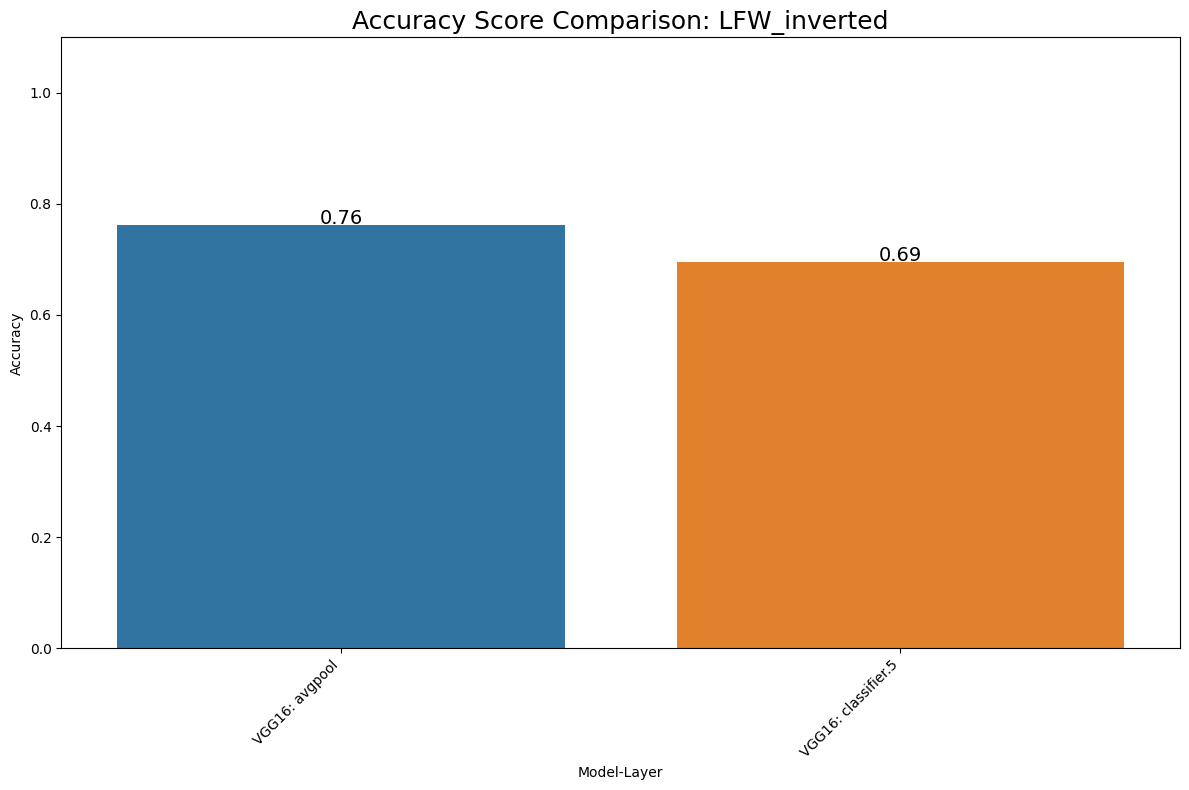 Accuracy Score Comparison: LFW_inverted
1.0
0.8
0.6
0.4
0.2
0.0
Accuracy
0.76
0.69
VGG16: avgpool
VGG16: classifier.5
Model-Layer